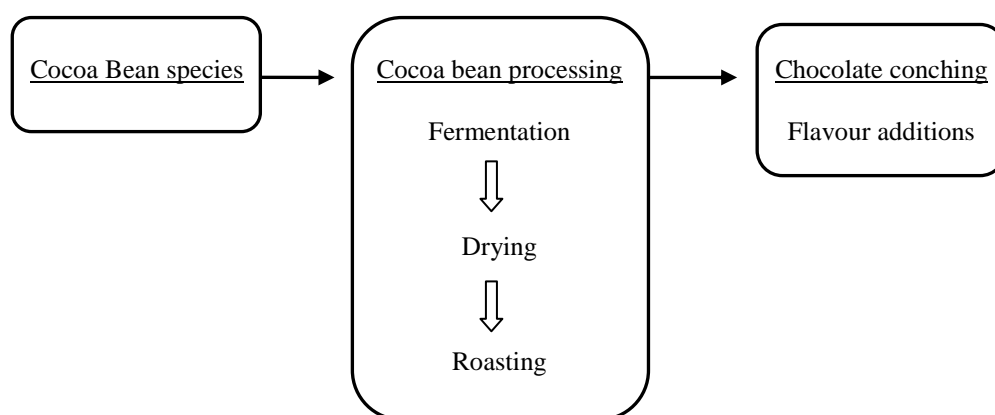 Cocoa Bean species
Cocoa bean processing
Fermentation
Drying
Roasting
Chocolate conching
Flavour additions